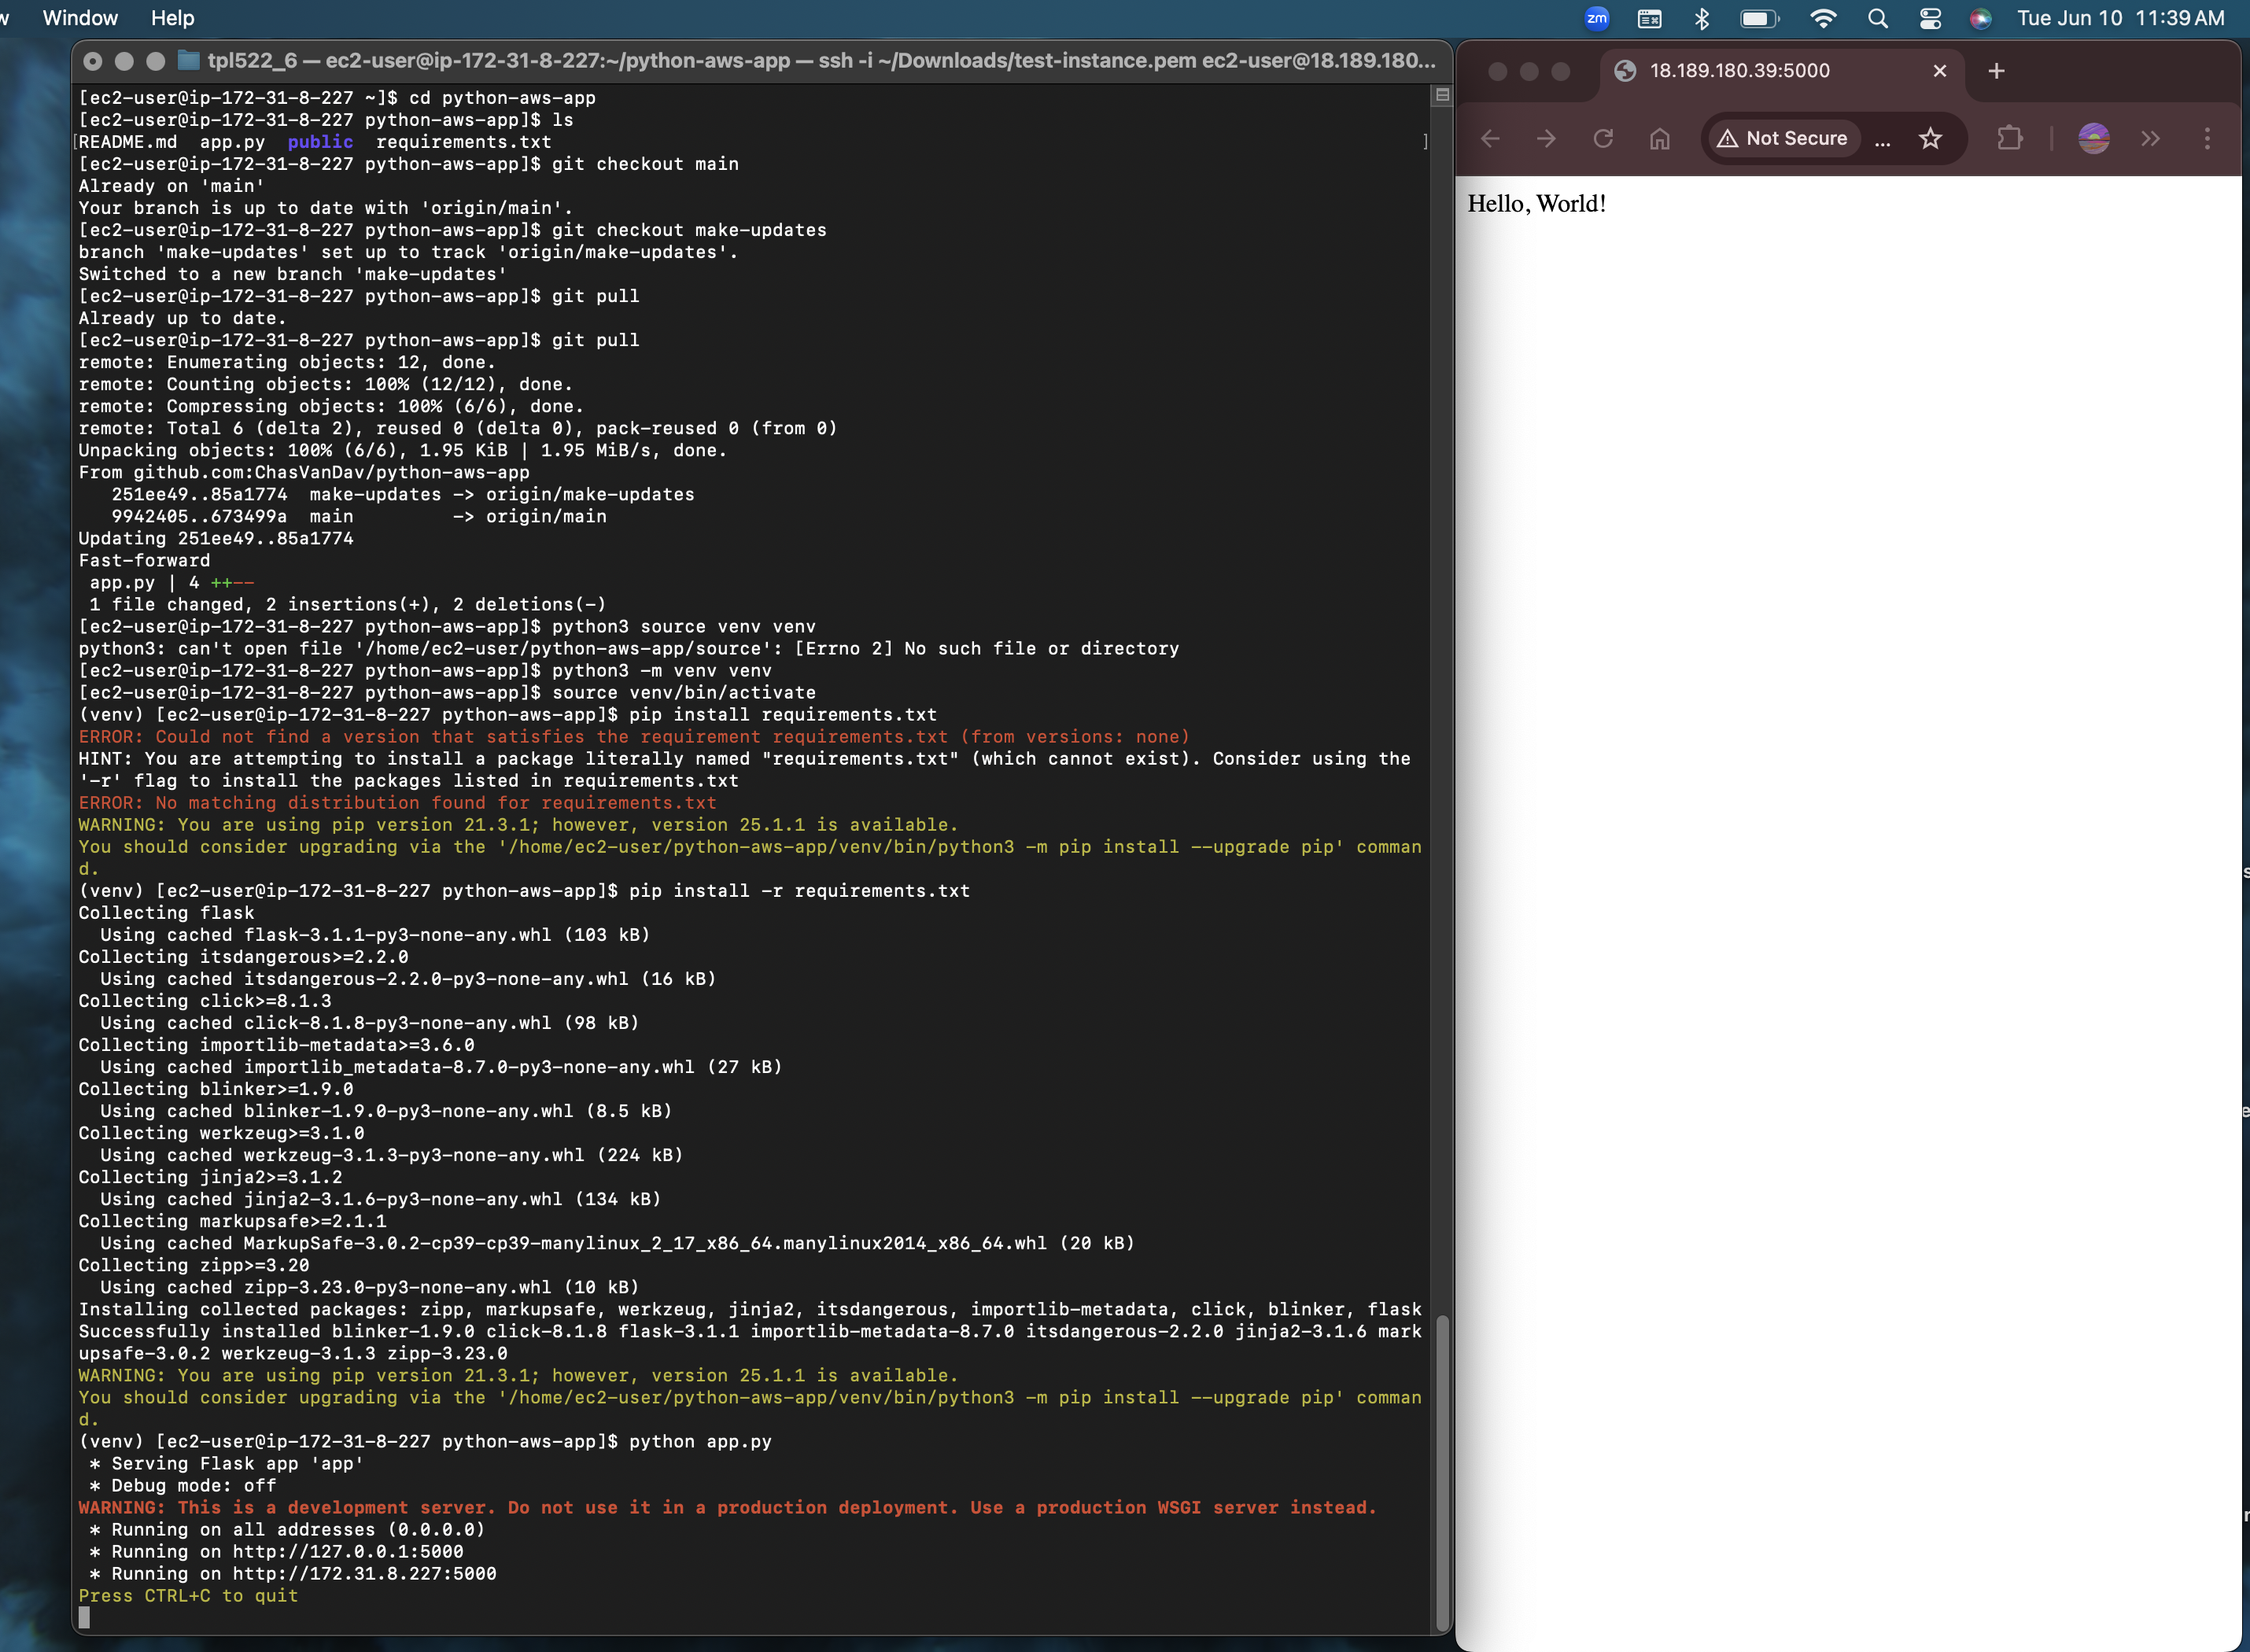 Window Help
zm
Tue Jun 10 11:39 AM
tpl522_6 — ec2-user@ip-172-31-8-227:~/python-aws-app — ssh -i ~/Downloads/test-instance.pem ec2-user@18.189.180...
[ec2-user@ip-172-31-8-227 ~]$ cd python-aws-app
[ec2-user@ip-172-31-8-227 python-aws-app]$ ls
[README.md  app.py  public  requirements.txt ]
[ec2-user@ip-172-31-8-227 python-aws-app]$ git checkout main
Already on 'main'
Your branch is up to date with 'origin/main'.
[ec2-user@ip-172-31-8-227 python-aws-app]$ git checkout make-updates
branch 'make-updates' set up to track 'origin/make-updates'.
Switched to a new branch 'make-updates'
[ec2-user@ip-172-31-8-227 python-aws-app]$ git pull
Already up to date.
[ec2-user@ip-172-31-8-227 python-aws-app]$ git pull
remote: Enumerating objects: 12, done.
remote: Counting objects: 100% (12/12), done.
remote: Compressing objects: 100% (6/6), done.
remote: Total 6 (delta 2), reused 0 (delta 0), pack-reused 0 (from 0)
Unpacking objects: 100% (6/6), 1.95 KiB | 1.95 MiB/s, done.
From github.com:ChasVanDav/python-aws-app
   251ee49..85a1774  make-updates -> origin/make-updates
   9942405..673499a  main         -> origin/main
Updating 251ee49..85a1774
Fast-forward
 app.py | 4 ++--
 1 file changed, 2 insertions(+), 2 deletions(-)
[ec2-user@ip-172-31-8-227 python-aws-app]$ python3 source venv venv
python3: can't open file '/home/ec2-user/python-aws-app/source': [Errno 2] No such file or directory
[ec2-user@ip-172-31-8-227 python-aws-app]$ python3 -m venv venv
[ec2-user@ip-172-31-8-227 python-aws-app]$ source venv/bin/activate
(venv) [ec2-user@ip-172-31-8-227 python-aws-app]$ pip install requirements.txt
ERROR: Could not find a version that satisfies the requirement requirements.txt (from versions: none)
HINT: You are attempting to install a package literally named "requirements.txt" (which cannot exist). Consider using the
'-r' flag to install the packages listed in requirements.txt
ERROR: No matching distribution found for requirements.txt
WARNING: You are using pip version 21.3.1; however, version 25.1.1 is available.
You should consider upgrading via the '/home/ec2-user/python-aws-app/venv/bin/python3 -m pip install --upgrade pip' comman
d.
(venv) [ec2-user@ip-172-31-8-227 python-aws-app]$ pip install -r requirements.txt
Collecting flask
  Using cached flask-3.1.1-py3-none-any.whl (103 kB)
Collecting itsdangerous>=2.2.0
  Using cached itsdangerous-2.2.0-py3-none-any.whl (16 kB)
Collecting click>=8.1.3
  Using cached click-8.1.8-py3-none-any.whl (98 kB)
Collecting importlib-metadata>=3.6.0
  Using cached importlib_metadata-8.7.0-py3-none-any.whl (27 kB)
Collecting blinker>=1.9.0
  Using cached blinker-1.9.0-py3-none-any.whl (8.5 kB)
Collecting werkzeug>=3.1.0
  Using cached werkzeug-3.1.3-py3-none-any.whl (224 kB)
Collecting jinja2>=3.1.2
  Using cached jinja2-3.1.6-py3-none-any.whl (134 kB)
Collecting markupsafe>=2.1.1
  Using cached MarkupSafe-3.0.2-cp39-cp39-manylinux_2_17_x86_64.manylinux2014_x86_64.whl (20 kB)
Collecting zipp>=3.20
  Using cached zipp-3.23.0-py3-none-any.whl (10 kB)
Installing collected packages: zipp, markupsafe, werkzeug, jinja2, itsdangerous, importlib-metadata, click, blinker, flask
Successfully installed blinker-1.9.0 click-8.1.8 flask-3.1.1 importlib-metadata-8.7.0 itsdangerous-2.2.0 jinja2-3.1.6 mark
upsafe-3.0.2 werkzeug-3.1.3 zipp-3.23.0
WARNING: You are using pip version 21.3.1; however, version 25.1.1 is available.
You should consider upgrading via the '/home/ec2-user/python-aws-app/venv/bin/python3 -m pip install --upgrade pip' comman
d.
(venv) [ec2-user@ip-172-31-8-227 python-aws-app]$ python app.py
 * Serving Flask app 'app'
 * Debug mode: off
WARNING: This is a development server. Do not use it in a production deployment. Use a production WSGI server instead.
 * Running on all addresses (0.0.0.0)
 * Running on http://127.0.0.1:5000
 * Running on http://172.31.8.227:5000
Press CTRL+C to quit
18.189.180.39:5000
Not Secure ...
Hello, World!